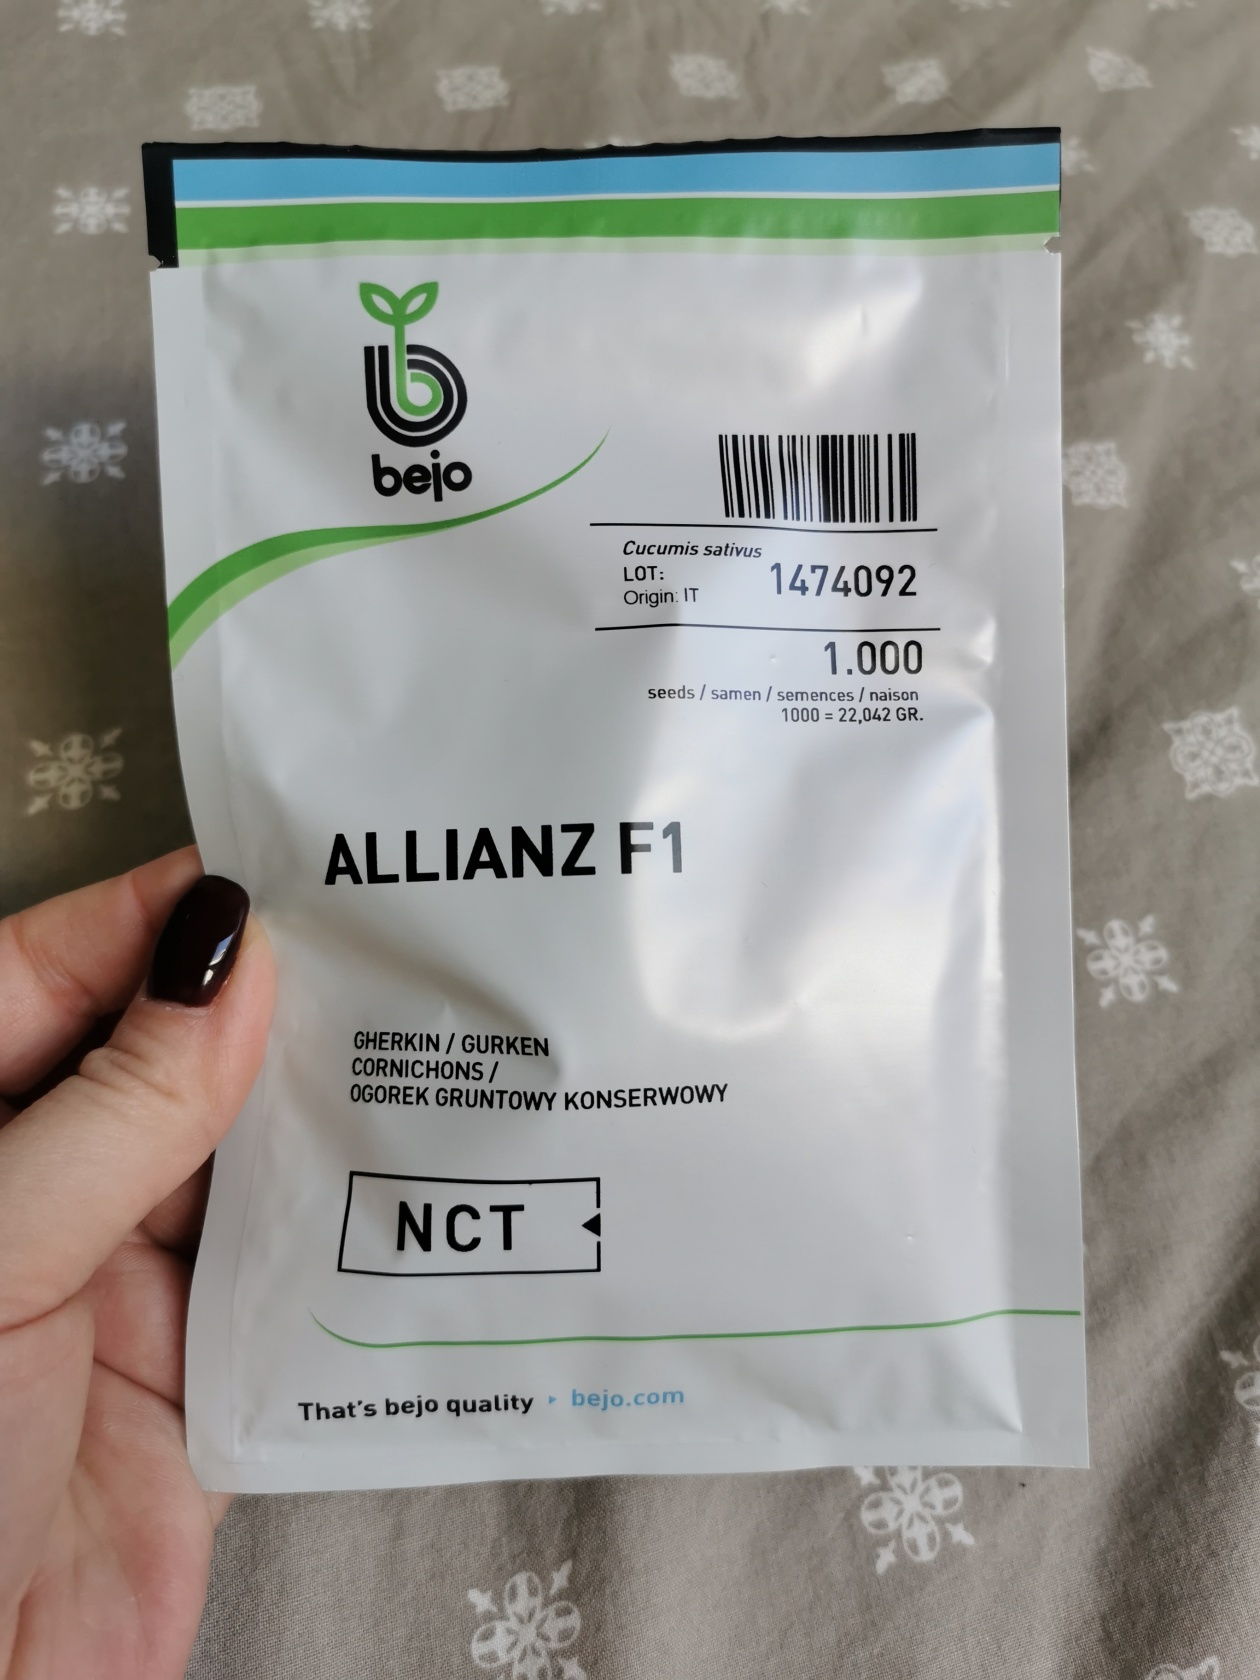 bejo
Cucumis sativus
LOT: 1474092
Origin: IT
1.000
seeds / samen / semences / naison
1000 = 22,042 GR.
ALLIANZ F1
GHERKIN / GURKEN
CORNICHONS /
OGOREK GRUNTOWY KONSERWOWY
NCT
That's bejo quality ▸ bejo.com